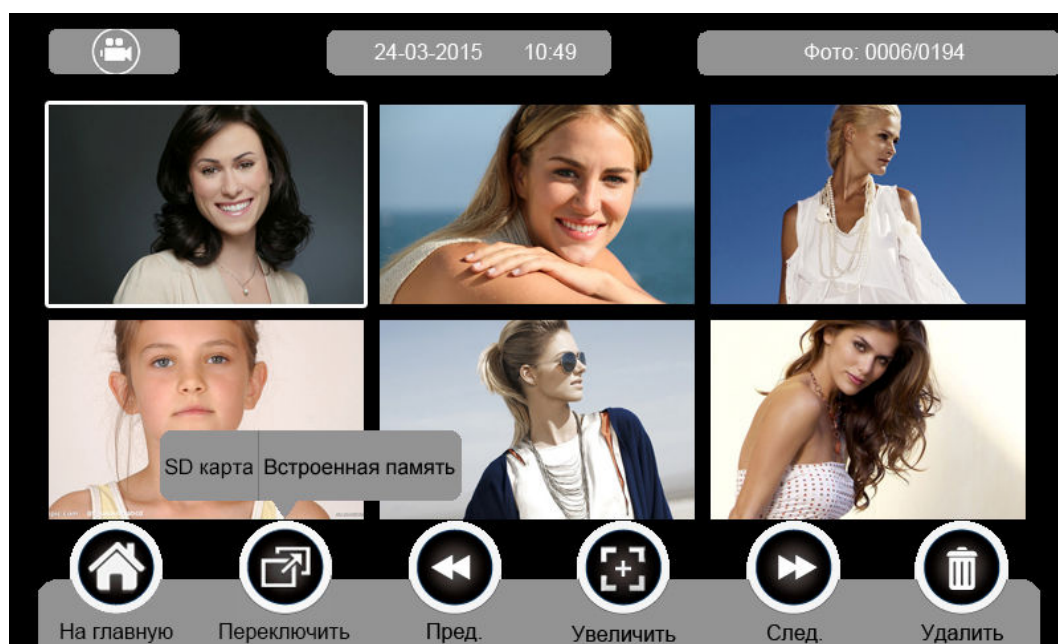 24-03-2015 10:49
Фото: 0006/0194
SD карта Встроенная память
На главную
Переключить
Пред.
Увеличить
След.
Удалить